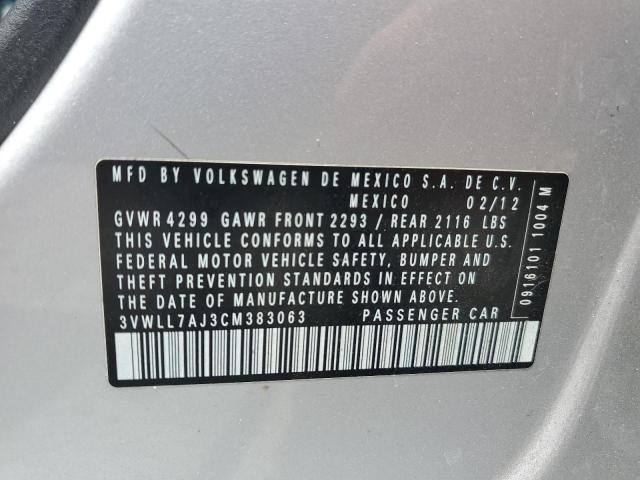 MFD BY VOLKSWAGEN DE MEXICO S.A. DE C.V.
MEXICO 02/12
GVWR 4299 GAWR FRONT 2293 / REAR 2116 LBS
THIS VEHICLE CONFORMS TO ALL APPLICABLE U.S.
FEDERAL MOTOR VEHICLE SAFETY, BUMPER AND
THEFT PREVENTION STANDARDS IN EFFECT ON
THE DATE OF MANUFACTURE SHOWN ABOVE.
3VWLL7AJ3CM383063 PASSENGER CAR
0916101 1004 M